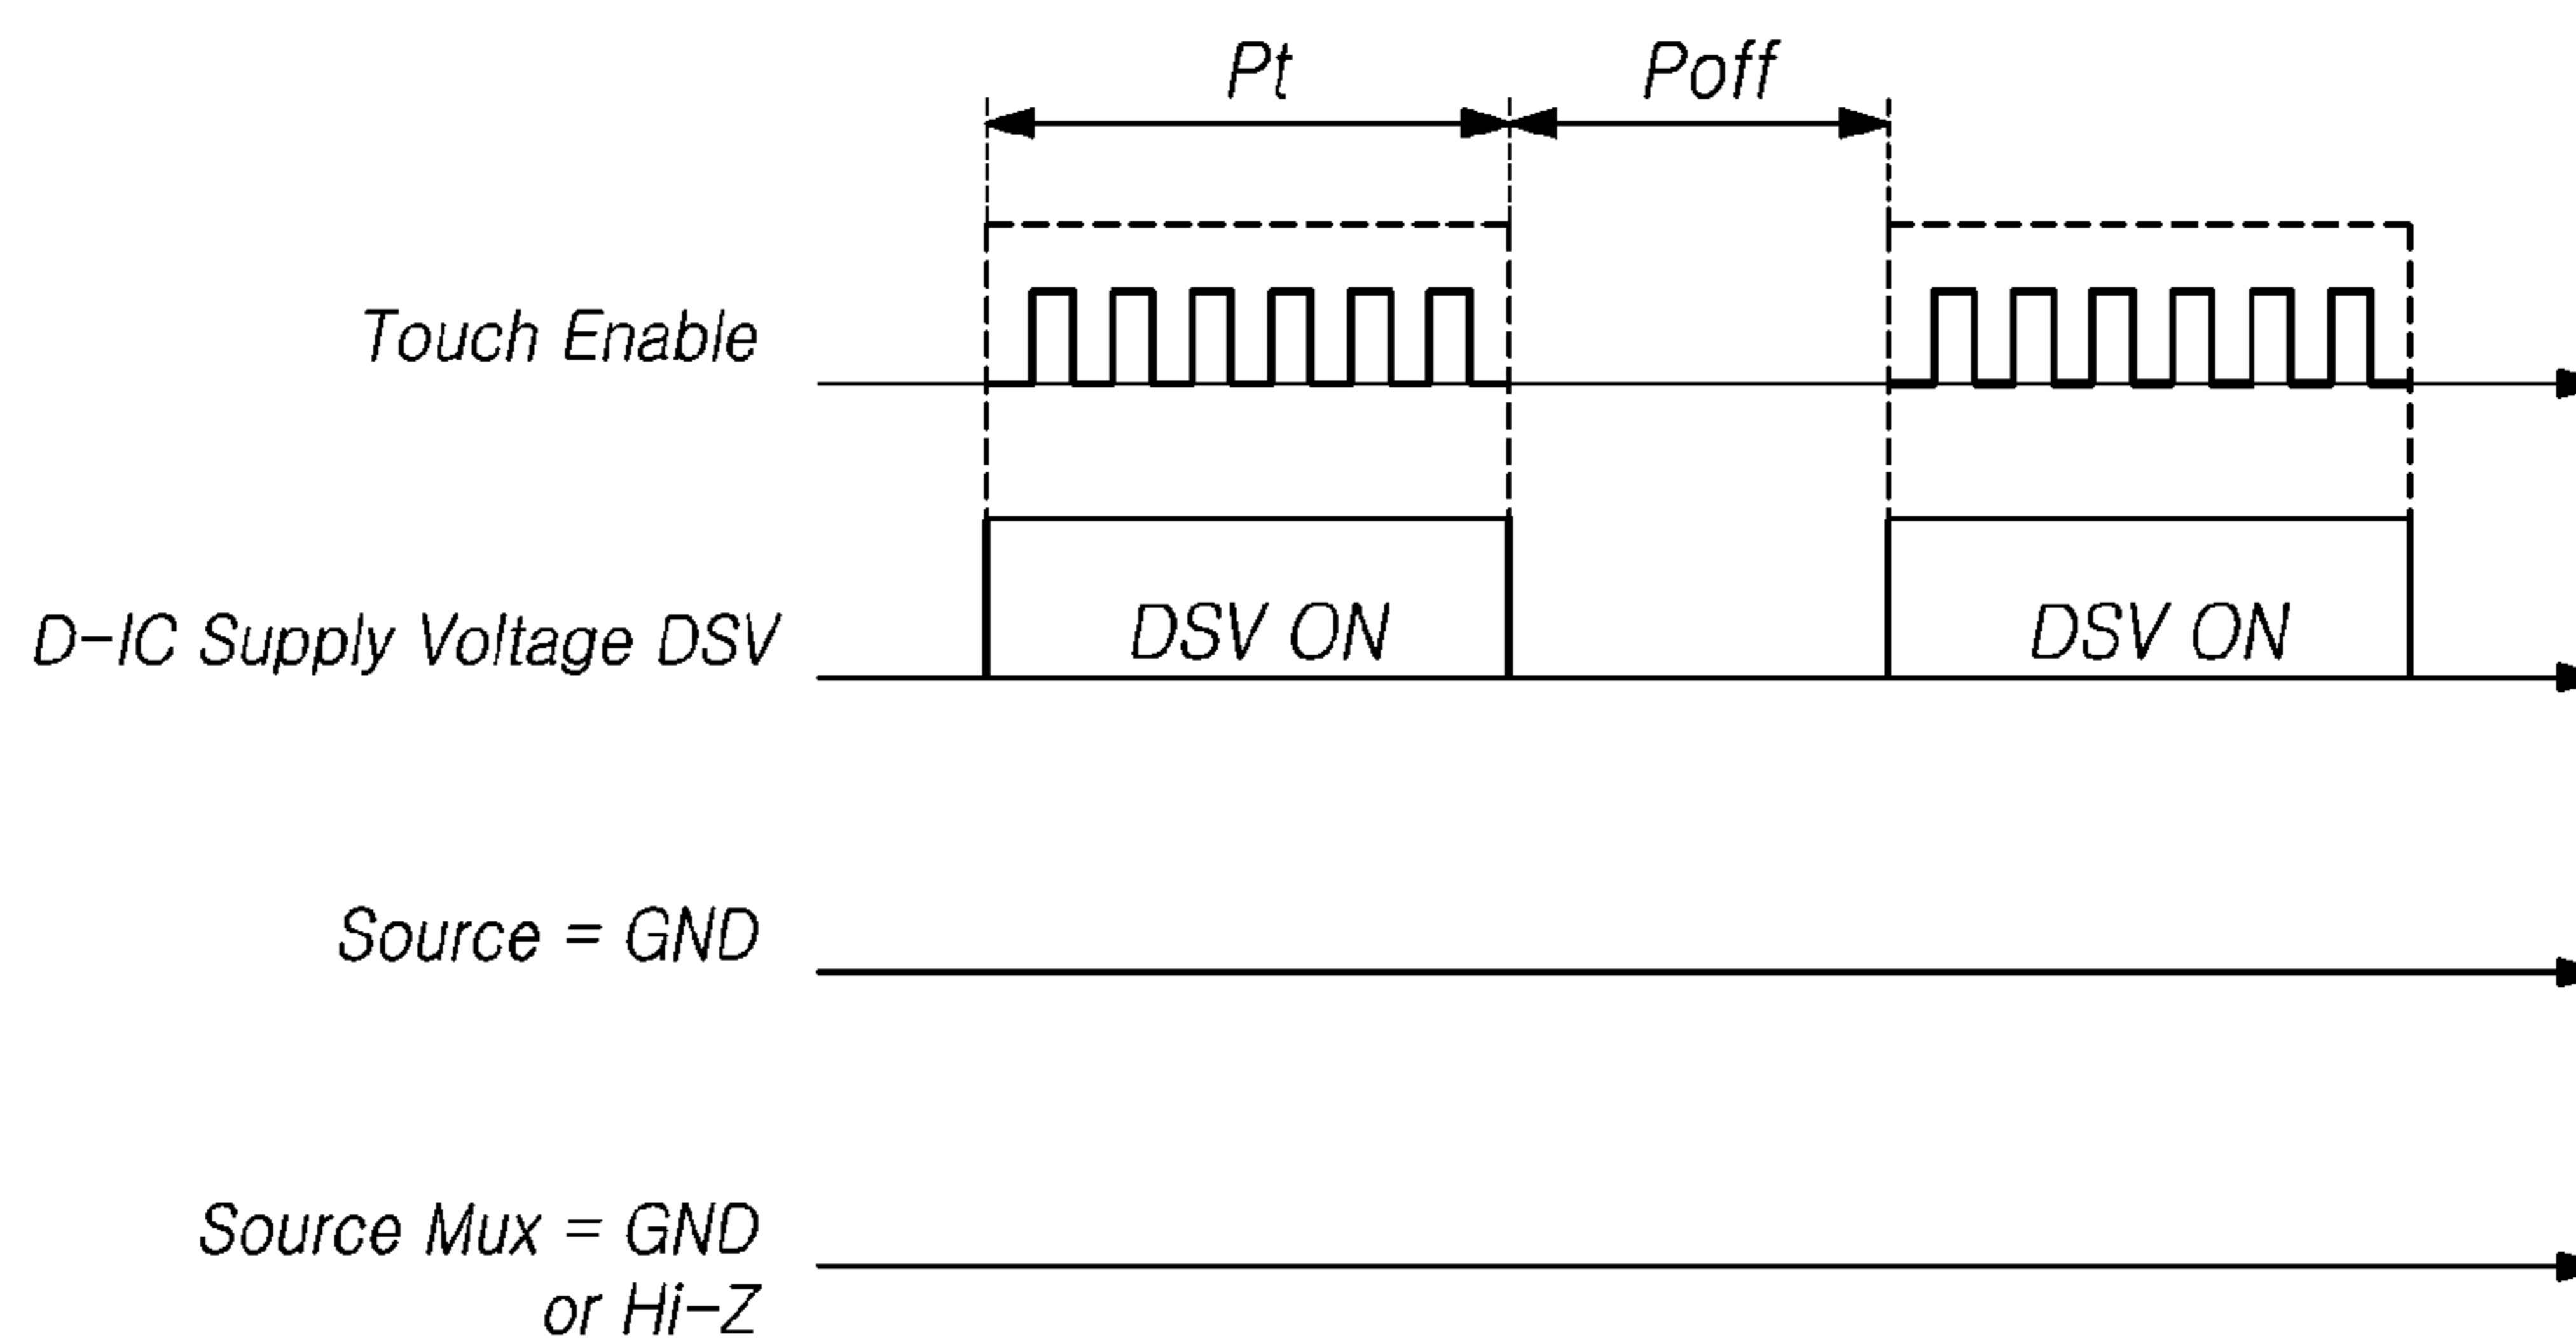 Pt
Poff
Touch Enable
D-IC Supply Voltage DSV
DSV ON
DSV ON
Source = GND
Source Mux = GND
or Hi-Z